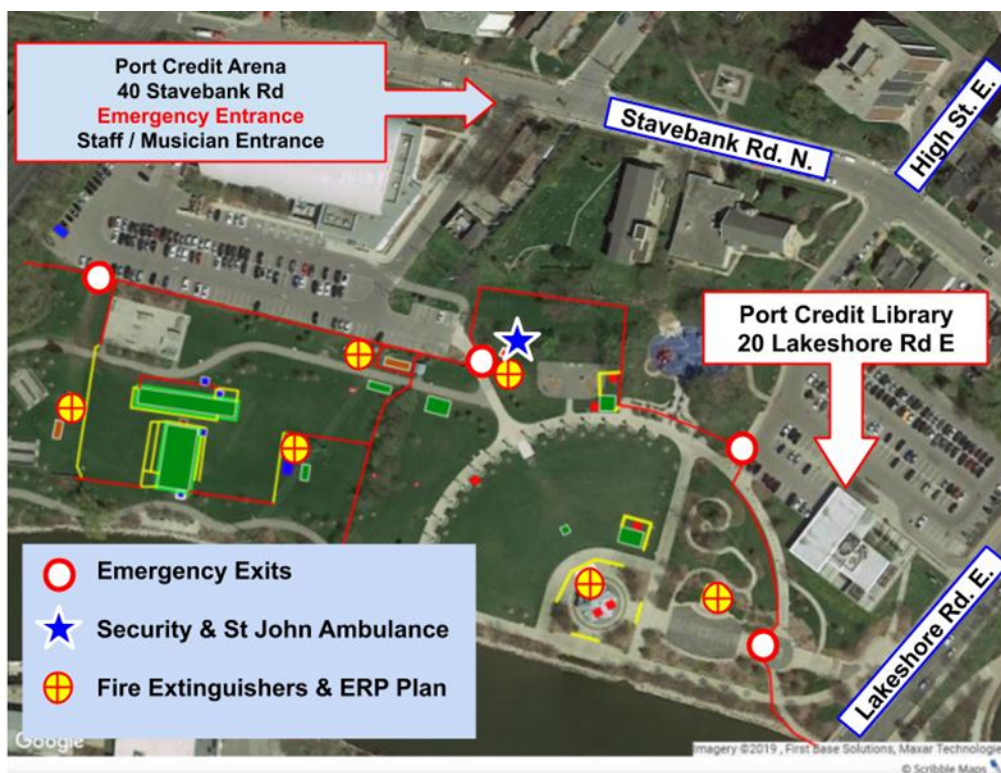 Port Credit Arena
40 Stavebank Rd
Emergency Entrance
Staff / Musician Entrance
Stavebank Rd. N.
High St. E.
Port Credit Library
20 Lakeshore Rd E
Emergency Exits
Security & St John Ambulance
Fire Extinguishers & ERP Plan
Lakeshore Rd. E.
Google
Imagery ©2019 , First Base Solutions, Maxar Technologie
© Scribble Maps